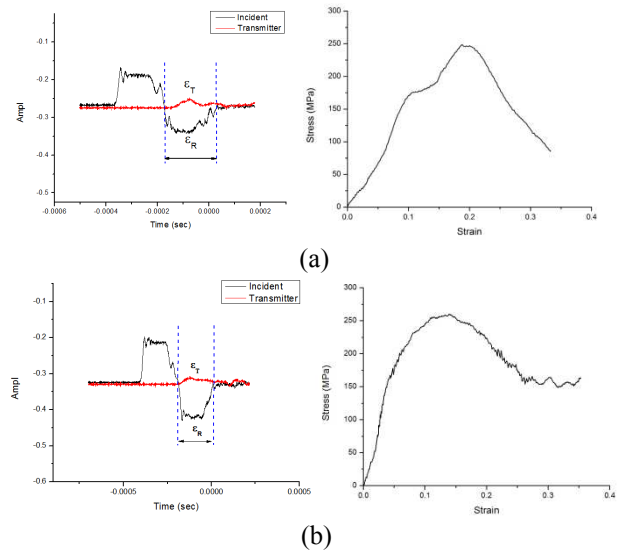 Incident
Transmitter
-0.1
-0.2
-0.3
-0.4
-0.5
Ampl
εT
εR
-0.0006
-0.0004
-0.0002
0.0000
0.0002
Time (sec)
300
250
200
150
100
50
0
Stress (MPa)
0.0
0.1
0.2
0.3
0.4
Strain
(a)
Incident
Transmitter
-0.1
-0.2
-0.3
-0.4
-0.5
-0.6
Ampl
εT
εR
-0.0005
0.0000
0.0005
Time (sec)
300
250
200
150
100
50
0
Stress (MPa)
0.0
0.1
0.2
0.3
0.4
Strain
(b)